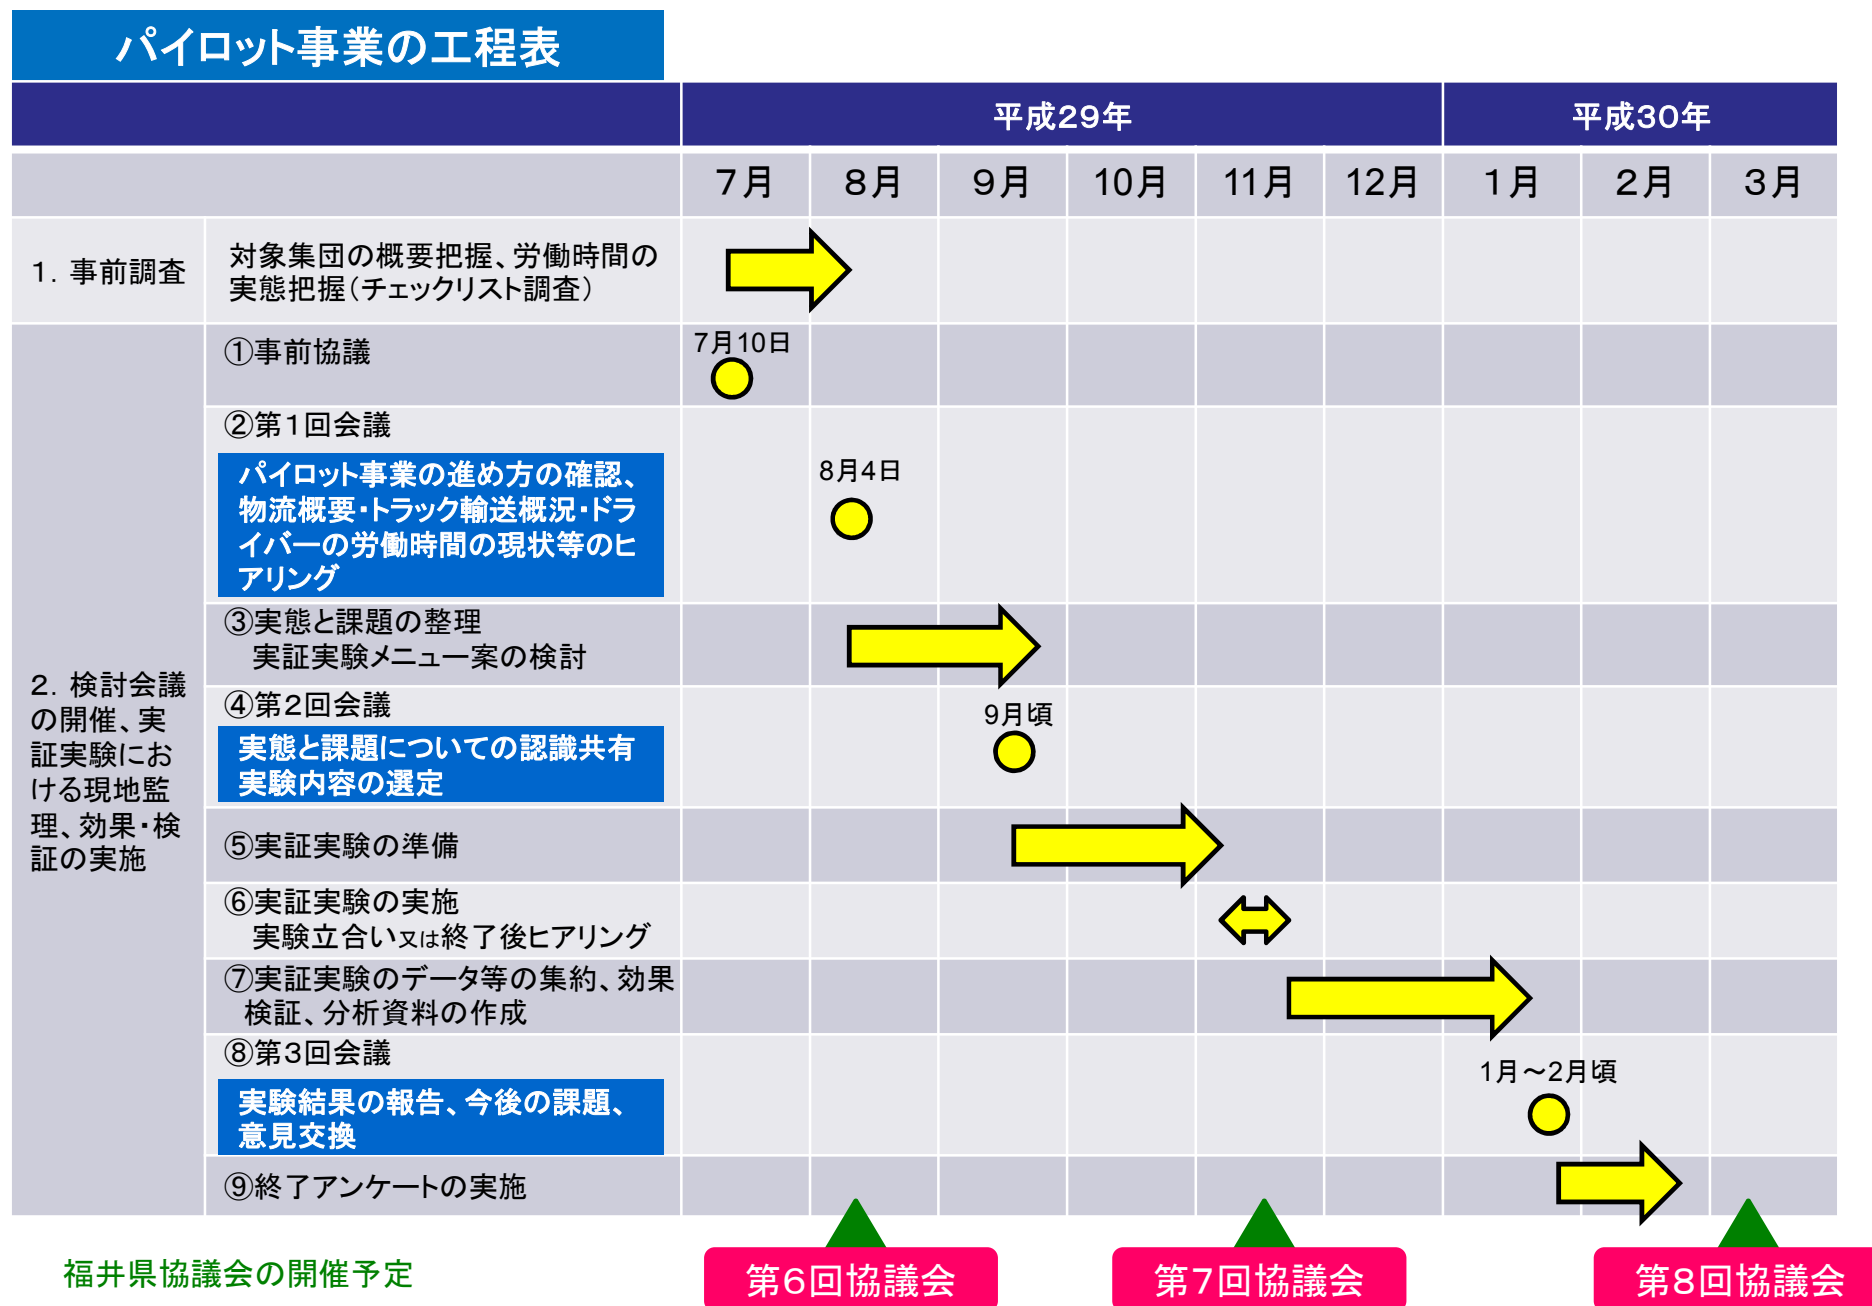 パイロット事業の工程表
平成29年
平成30年
7月
8月
9月
10月
11月
12月
1月
2月
3月
1．事前調査
対象集団の概要把握、労働時間の
実態把握（チェックリスト調査）
2．検討会議
の開催、実
証実験にお
ける現地監
理、効果・検
証の実施
①事前協議
7月10日
②第1回会議
パイロット事業の進め方の確認、
物流概要・トラック輸送概況・ドラ
イバーの労働時間の現状等のヒ
アリング
8月4日
③実態と課題の整理
実証実験メニュー案の検討
④第2回会議
実態と課題についての認識共有
実験内容の選定
9月頃
⑤実証実験の準備
⑥実証実験の実施
実験立合い又は終了後ヒアリング
⑦実証実験のデータ等の集約、効果
検証、分析資料の作成
⑧第3回会議
実験結果の報告、今後の課題、
意見交換
1月～2月頃
⑨終了アンケートの実施
福井県協議会の開催予定
第6回協議会
第7回協議会
第8回協議会